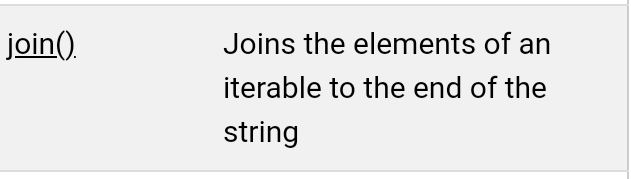 join() Joins the elements of an
iterable to the end of the
string